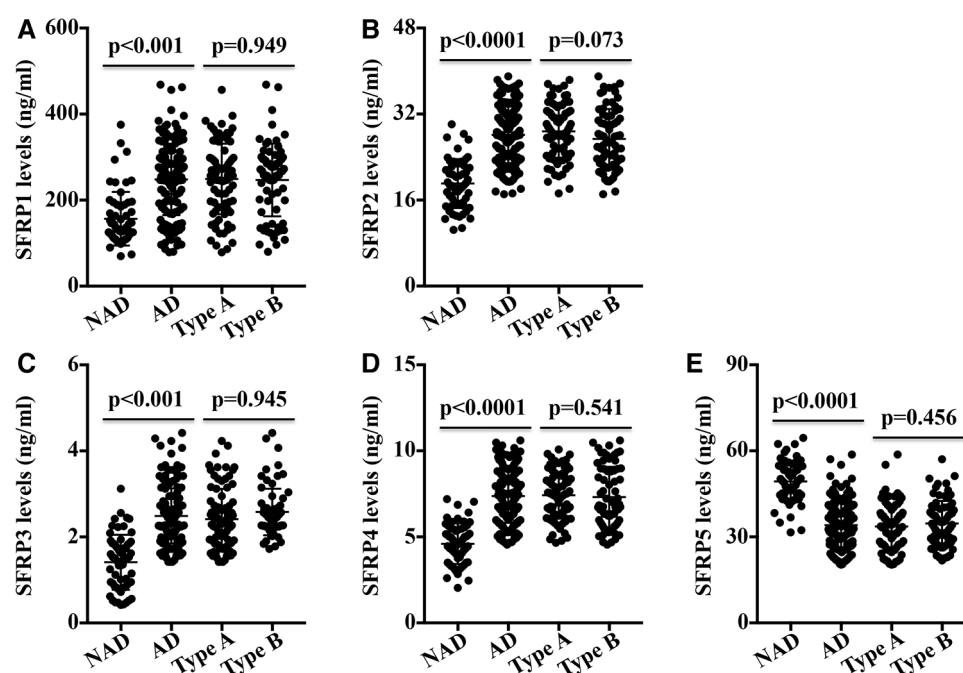 A
SFRP1 levels (ng/ml)
600
400
200
0
p<0.001 p=0.949
NAD AD Type A Type B
B
SFRP2 levels (ng/ml)
48
32
16
0
p<0.0001 p=0.073
NAD AD Type A Type B
C
SFRP3 levels (ng/ml)
6
4
2
0
p<0.001 p=0.945
NAD AD Type A Type B
D
SFRP4 levels (ng/ml)
15
10
5
0
p<0.0001 p=0.541
NAD AD Type A Type B
E
SFRP5 levels (ng/ml)
90
60
30
0
p<0.0001 p=0.456
NAD AD Type A Type B